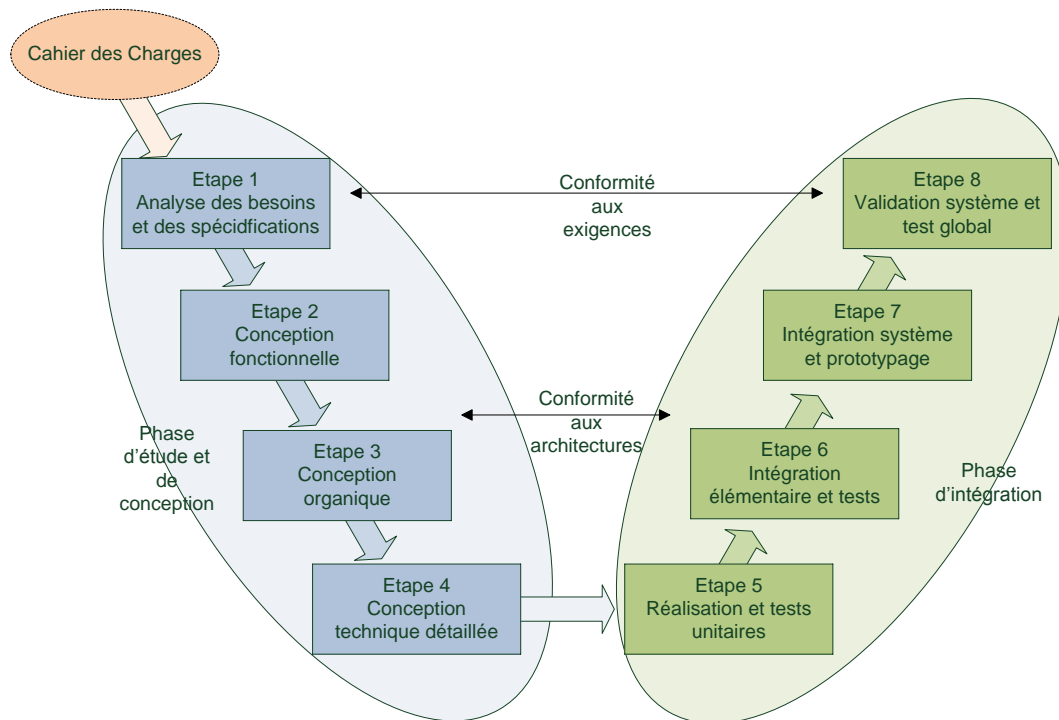 Cahier des Charges
Etape 1
Analyse des besoins
et des spécidfications
Conformité
aux
exigences
Etape 8
Validation système et
test global
Etape 2
Conception
fonctionnelle
Etape 7
Intégration système
et prototypage
Conformité
aux
architectures
Phase
d'étude et
de
conception
Etape 3
Conception
organique
Etape 6
Intégration
élémentaire et tests
Phase
d'intégration
Etape 4
Conception
technique détaillée
Etape 5
Réalisation et tests
unitaires